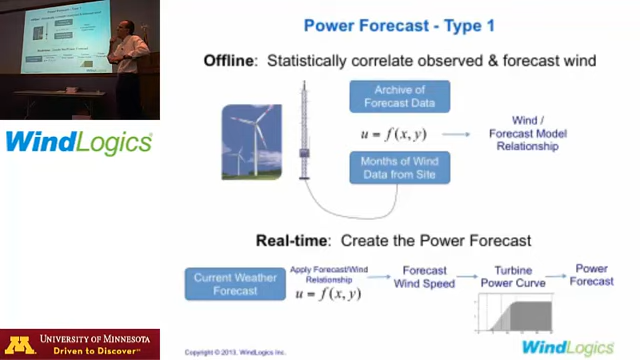 Power Forecast - Type 1
Offline: Statistically correlate observed & forecast wind
Archive of
Forecast Data
u = f(x, y)
Wind /
Forecast Model
Relationship
Months of Wind
Data from Site
Real-time: Create the Power Forecast
Current Weather
Forecast
Apply Forecast/Wind
Relationship
u = f(x, y)
Forecast
Wind Speed
Turbine
Power Curve
Power
Forecast
Copyright © 2013, WindLogics Inc.
WindLogics
WindLogics®
M
UNIVERSITY OF MINNESOTA
Driven to Discover℠